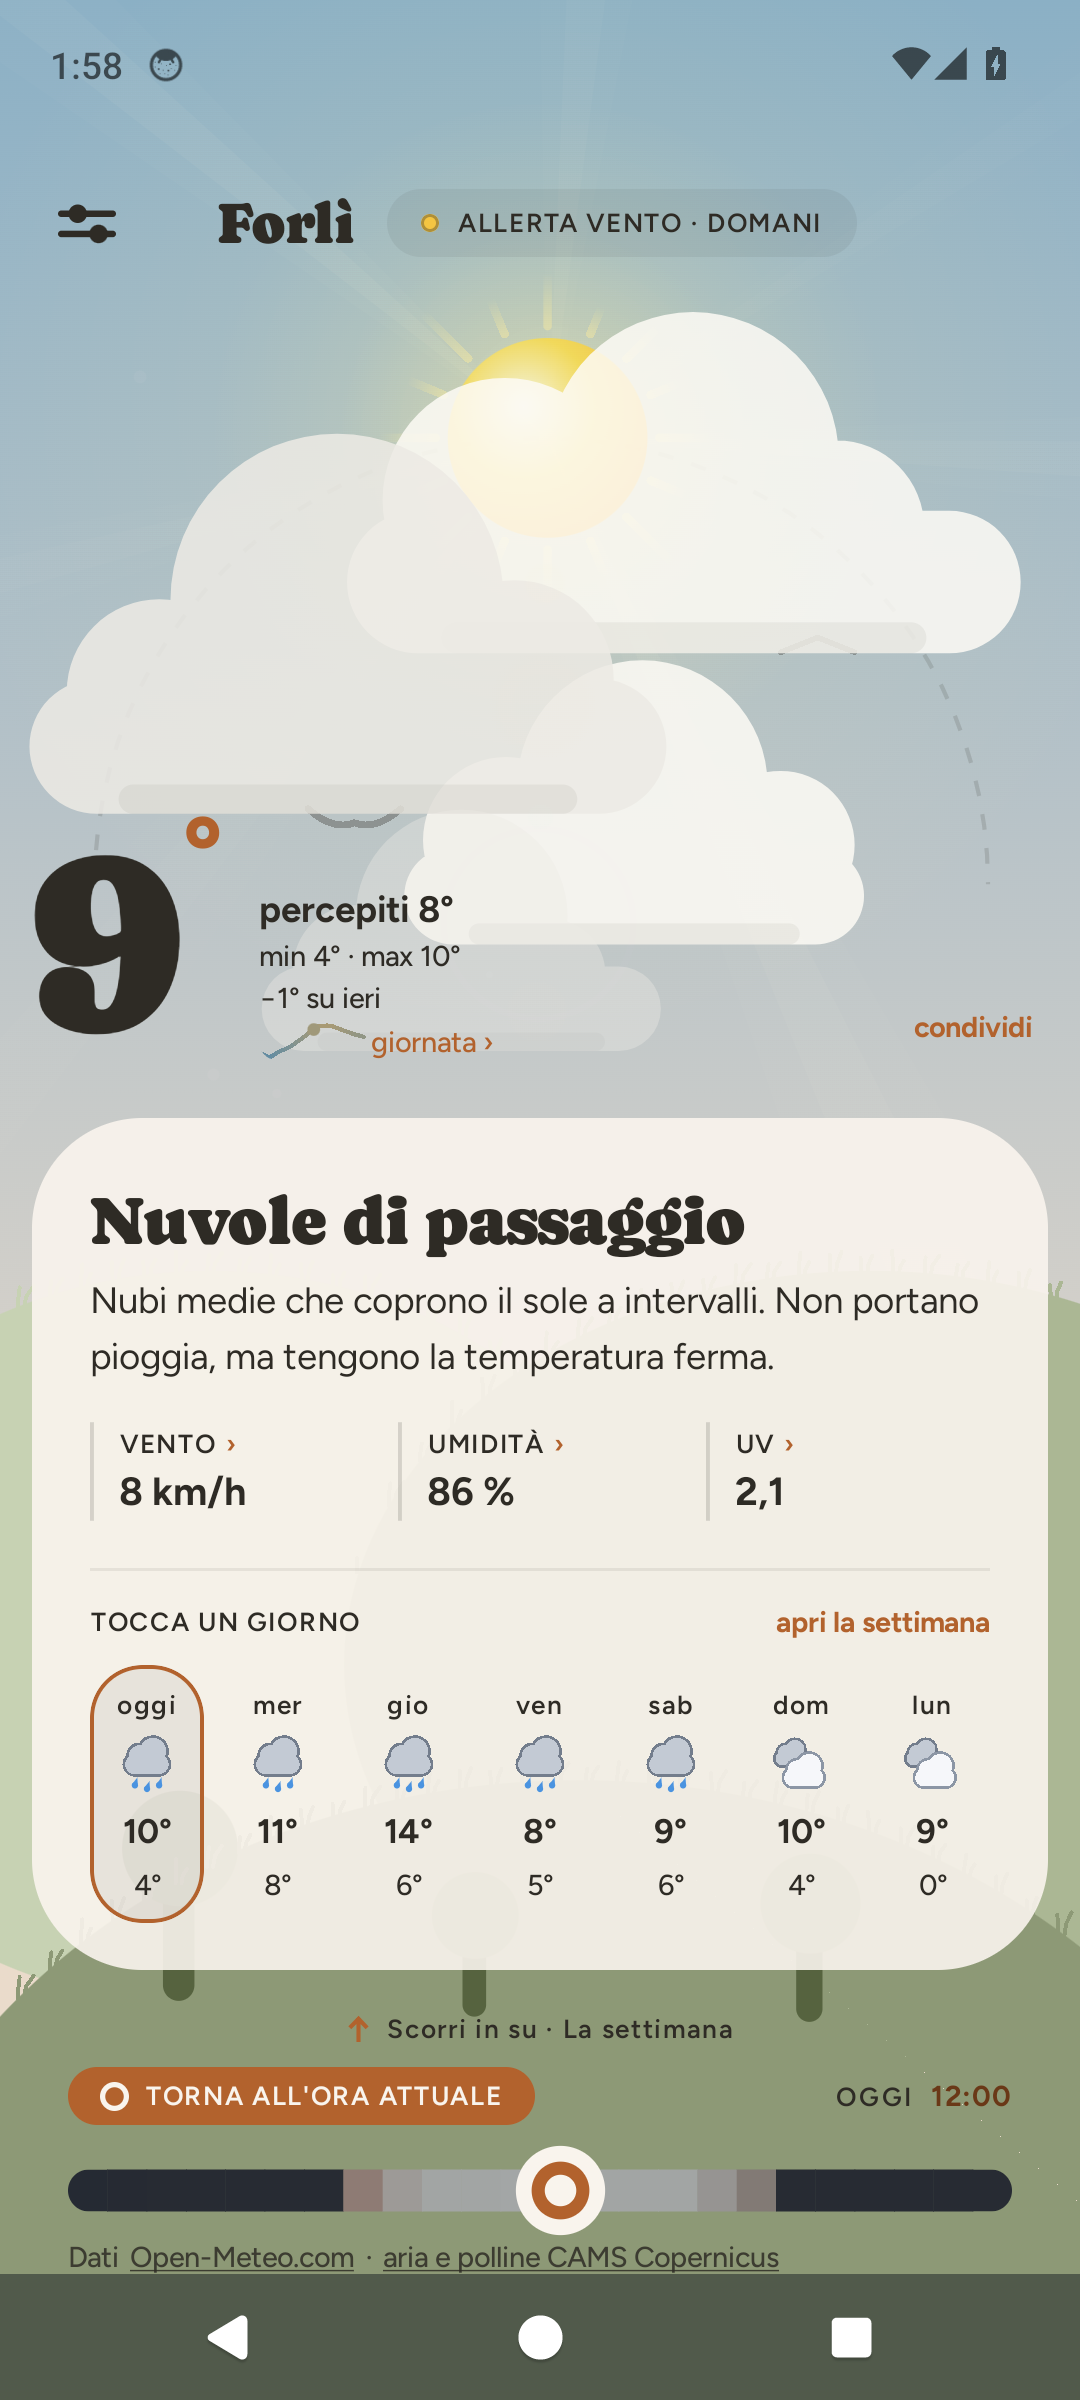 1:58
Forlì
ALLERTA VENTO · DOMANI
9°
percepiti 8°
min 4° · max 10°
−1° su ieri
giornata ›
condividi
Nuvole di passaggio
Nubi medie che coprono il sole a intervalli. Non portano
pioggia, ma tengono la temperatura ferma.
VENTO › UMIDITÀ › UV ›
8 km/h 86 % 2,1
TOCCA UN GIORNO apri la settimana
oggi mer gio ven sab dom lun
10° 11° 14° 8° 9° 10° 9°
4° 8° 6° 5° 6° 4° 0°
↑ Scorri in su · La settimana
TORNA ALL'ORA ATTUALE OGGI 12:00
Dati Open-Meteo.com · aria e polline CAMS Copernicus